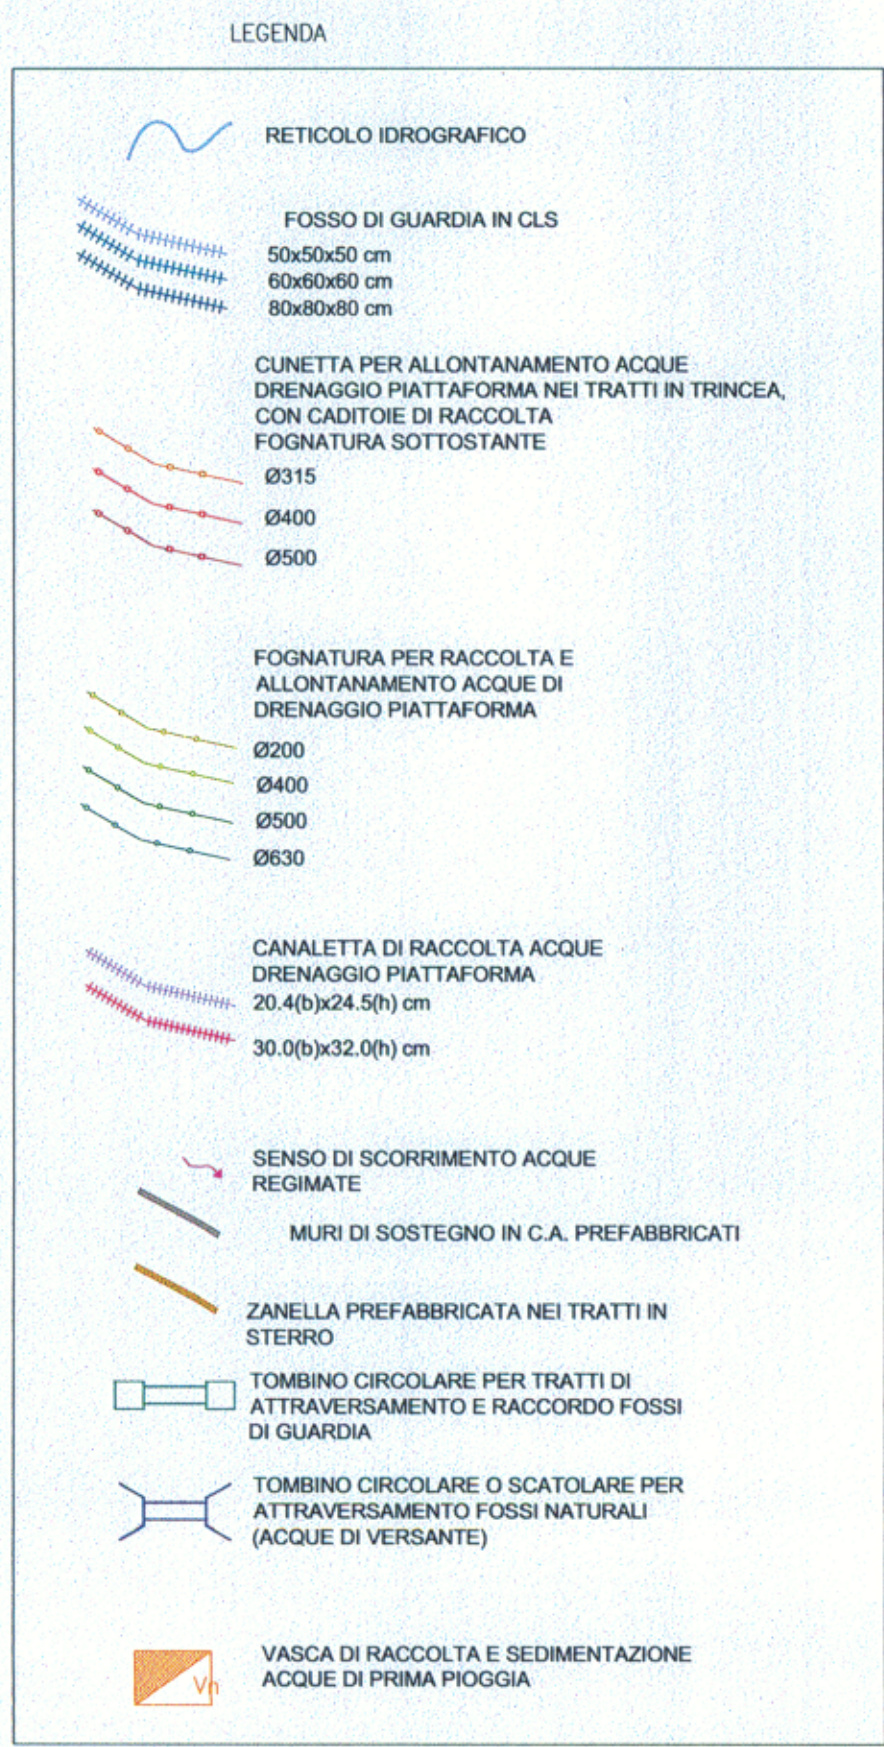 LEGENDA
RETICOLO IDROGRAFICO
FOSSO DI GUARDIA IN CLS
50x50x50 cm
60x60x60 cm
80x80x80 cm
CUNETTA PER ALLONTANAMENTO ACQUE
DRENAGGIO PIATTAFORMA NEI TRATTI IN TRINCEA,
CON CADITOIE DI RACCOLTA
FOGNATURA SOTTOSTANTE
Ø315
Ø400
Ø500
FOGNATURA PER RACCOLTA E
ALLONTANAMENTO ACQUE DI
DRENAGGIO PIATTAFORMA
Ø200
Ø400
Ø500
Ø630
CANALETTA DI RACCOLTA ACQUE
DRENAGGIO PIATTAFORMA
20.4(b)x24.5(h) cm
30.0(b)x32.0(h) cm
SENSO DI SCORRIMENTO ACQUE
REGIMATE
MURI DI SOSTEGNO IN C.A. PREFABBRICATI
ZANELLA PREFABBRICATA NEI TRATTI IN
STERRO
TOMBINO CIRCOLARE PER TRATTI DI
ATTRAVERSAMENTO E RACCORDO FOSSI
DI GUARDIA
TOMBINO CIRCOLARE O SCATOLARE PER
ATTRAVERSAMENTO FOSSI NATURALI
(ACQUE DI VERSANTE)
VASCA DI RACCOLTA E SEDIMENTAZIONE
ACQUE DI PRIMA PIOGGIA
Vn